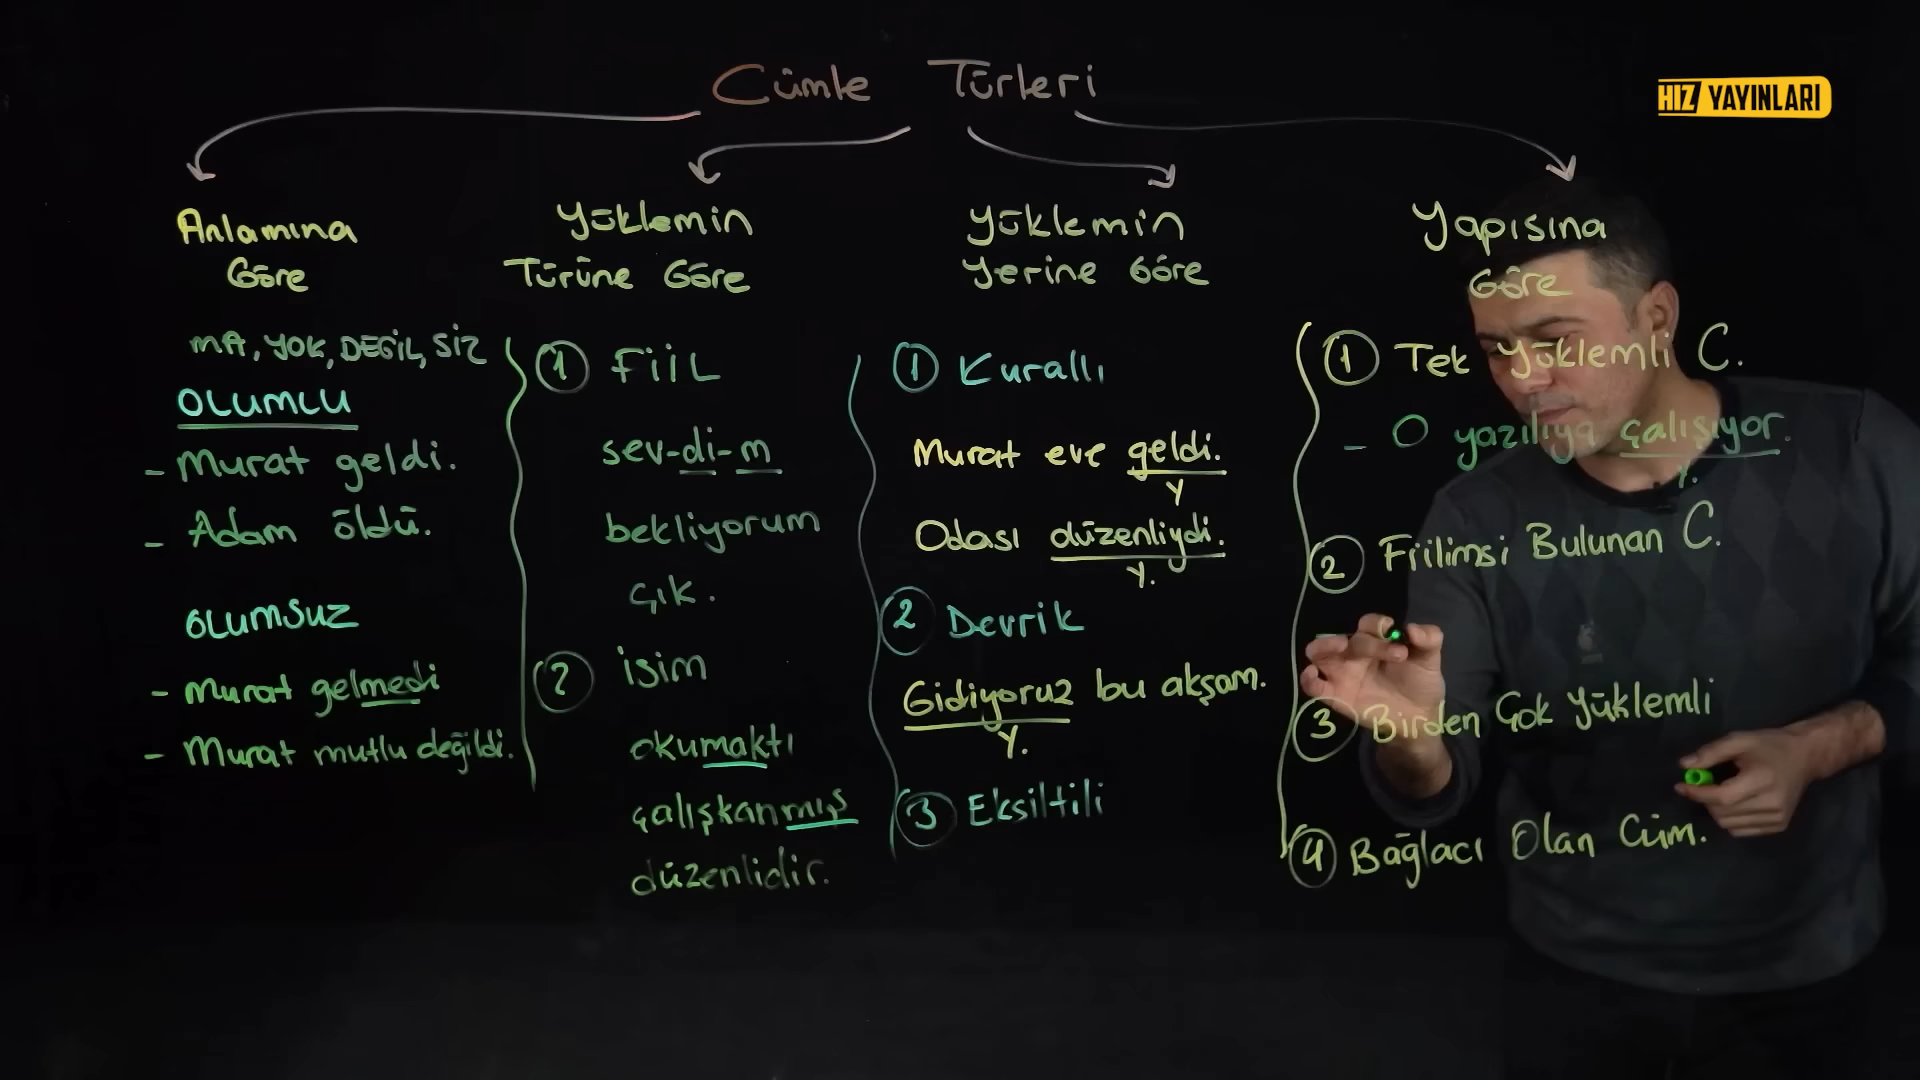 Cümle Türleri
HIZ YAYINLARI
Anlamına
Göre
MA, YOK, DEĞİL, SİZ
OLUMLU
- Murat geldi.
- Adam öldü.
OLUMSUZ
- Murat gelmedi
- Murat mutlu değildi.
Yüklemin
Türüne Göre
1 FİİL
sev-di-m
bekliyorum
çık.
2 isim
okumaktı
çalışkanmış
düzenlidir.
Yüklemin
Yerine Göre
1 Kurallı
Murat eve geldi.
Y
Odası düzenliydi.
Y.
2 Devrik
Gidiyoruz bu akşam.
Y.
3 Eksiltili
Yapısına
Göre
1 Tek Yüklemli C.
- O yazılıya çalışıyor.
Y.
2 Fiilimsi Bulunan C.
-
3 Birden Çok Yüklemli
4 Bağlacı Olan Cüm.